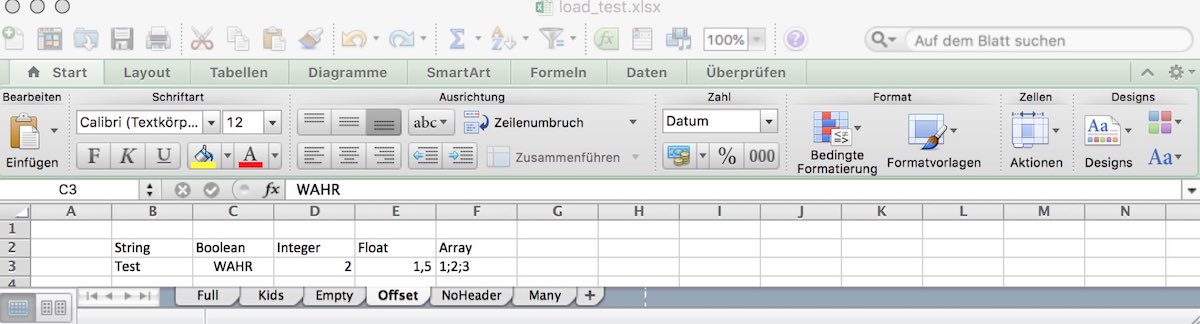 load_test.xlsx
100%
Auf dem Blatt suchen
Start Layout Tabellen Diagramme SmartArt Formeln Daten Überprüfen
Bearbeiten Schriftart Ausrichtung Zahl Format Zellen Designs
Calibri (Textkörp... 12 abc Zeilenumbruch Datum
Einfügen F K U A Zusammenführen % 000 Bedingte Formatierung Formatvorlagen Aktionen Aa Designs Aa
C3 fx WAHR
A B C D E F G H I J K L M N
1
2 String Boolean Integer Float Array
3 Test WAHR 2 1,5 1;2;3
4
Full Kids Empty Offset NoHeader Many +